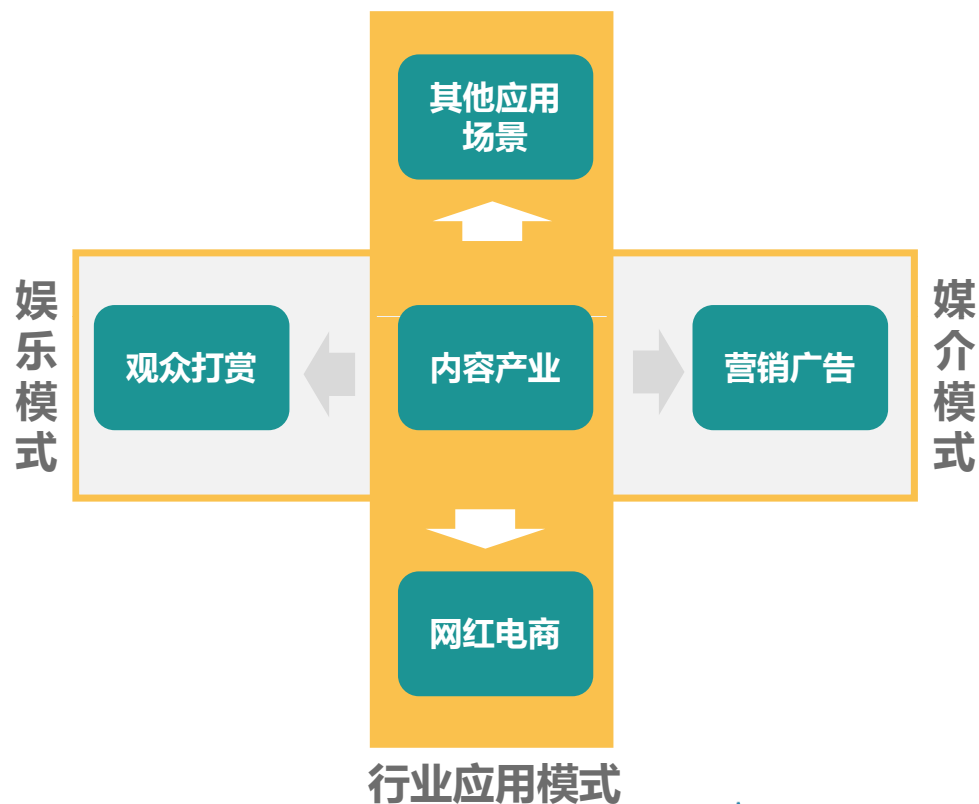 其他应用
场景
娱乐模式
观众打赏
内容产业
营销广告
媒介模式
网红电商
行业应用模式